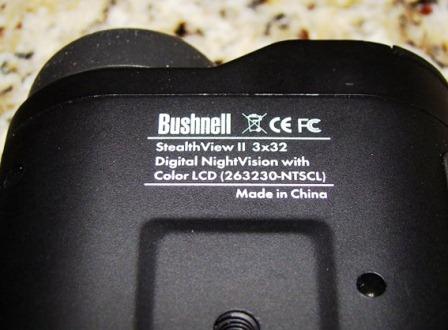 Bushnell CE FC
StealthView II 3x32
Digital NightVision with
Color LCD (263230-NTSCL)
Made in China